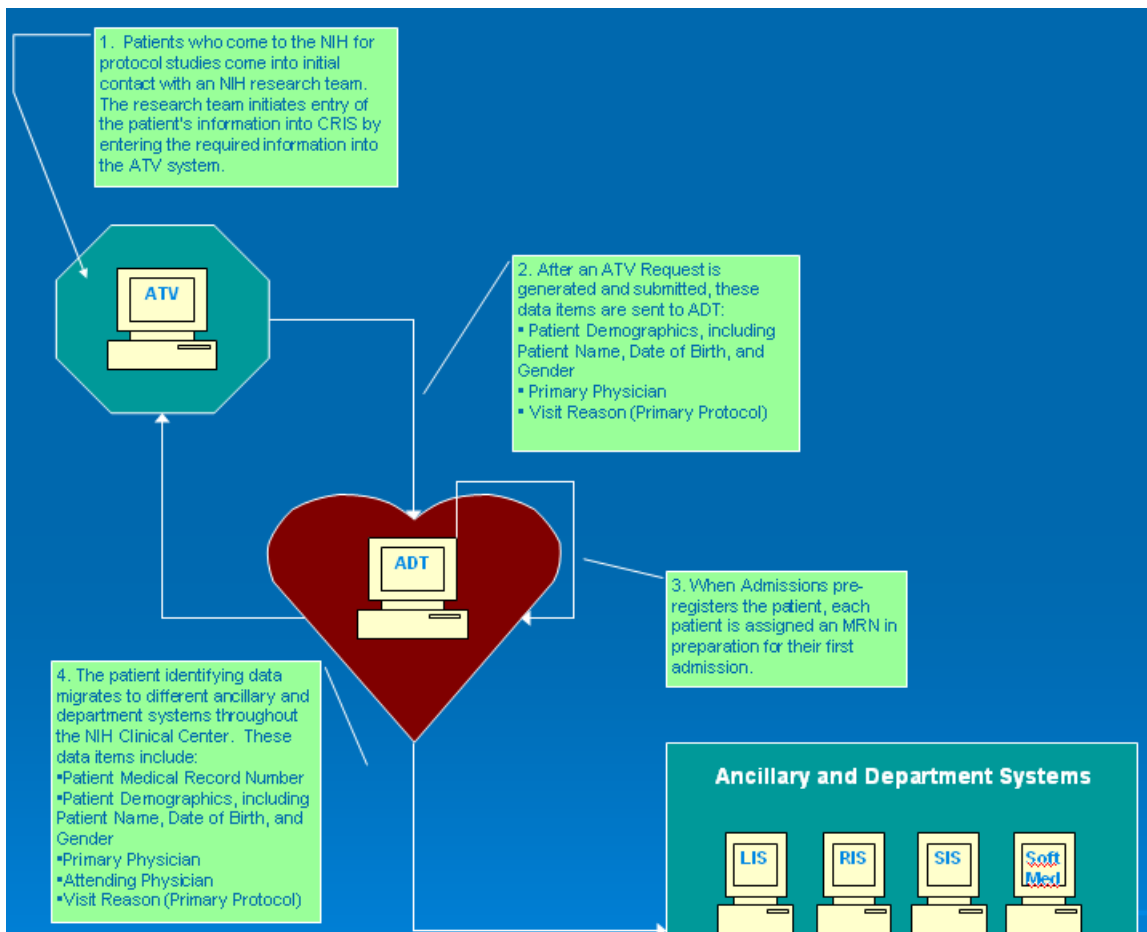 1. Patients who come to the NIH for
protocol studies come into initial
contact with an NIH research team.
The research team initiates entry of
the patient's information into CRIS by
entering the required information into
the ATV system.
ATV
2. After an ATV Request is
generated and submitted, these
data items are sent to ADT:
▪ Patient Demographics, including
Patient Name, Date of Birth, and
Gender
▪ Primary Physician
▪ Visit Reason (Primary Protocol)
ADT
3. When Admissions pre-
registers the patient, each
patient is assigned an MRN in
preparation for their first
admission.
4. The patient identifying data
migrates to different ancillary and
department systems throughout
the NIH Clinical Center. These
data items include:
▪Patient Medical Record Number
▪Patient Demographics, including
Patient Name, Date of Birth, and
Gender
▪Primary Physician
▪Attending Physician
▪Visit Reason (Primary Protocol)
Ancillary and Department Systems
LIS
RIS
SIS
Soft
Med